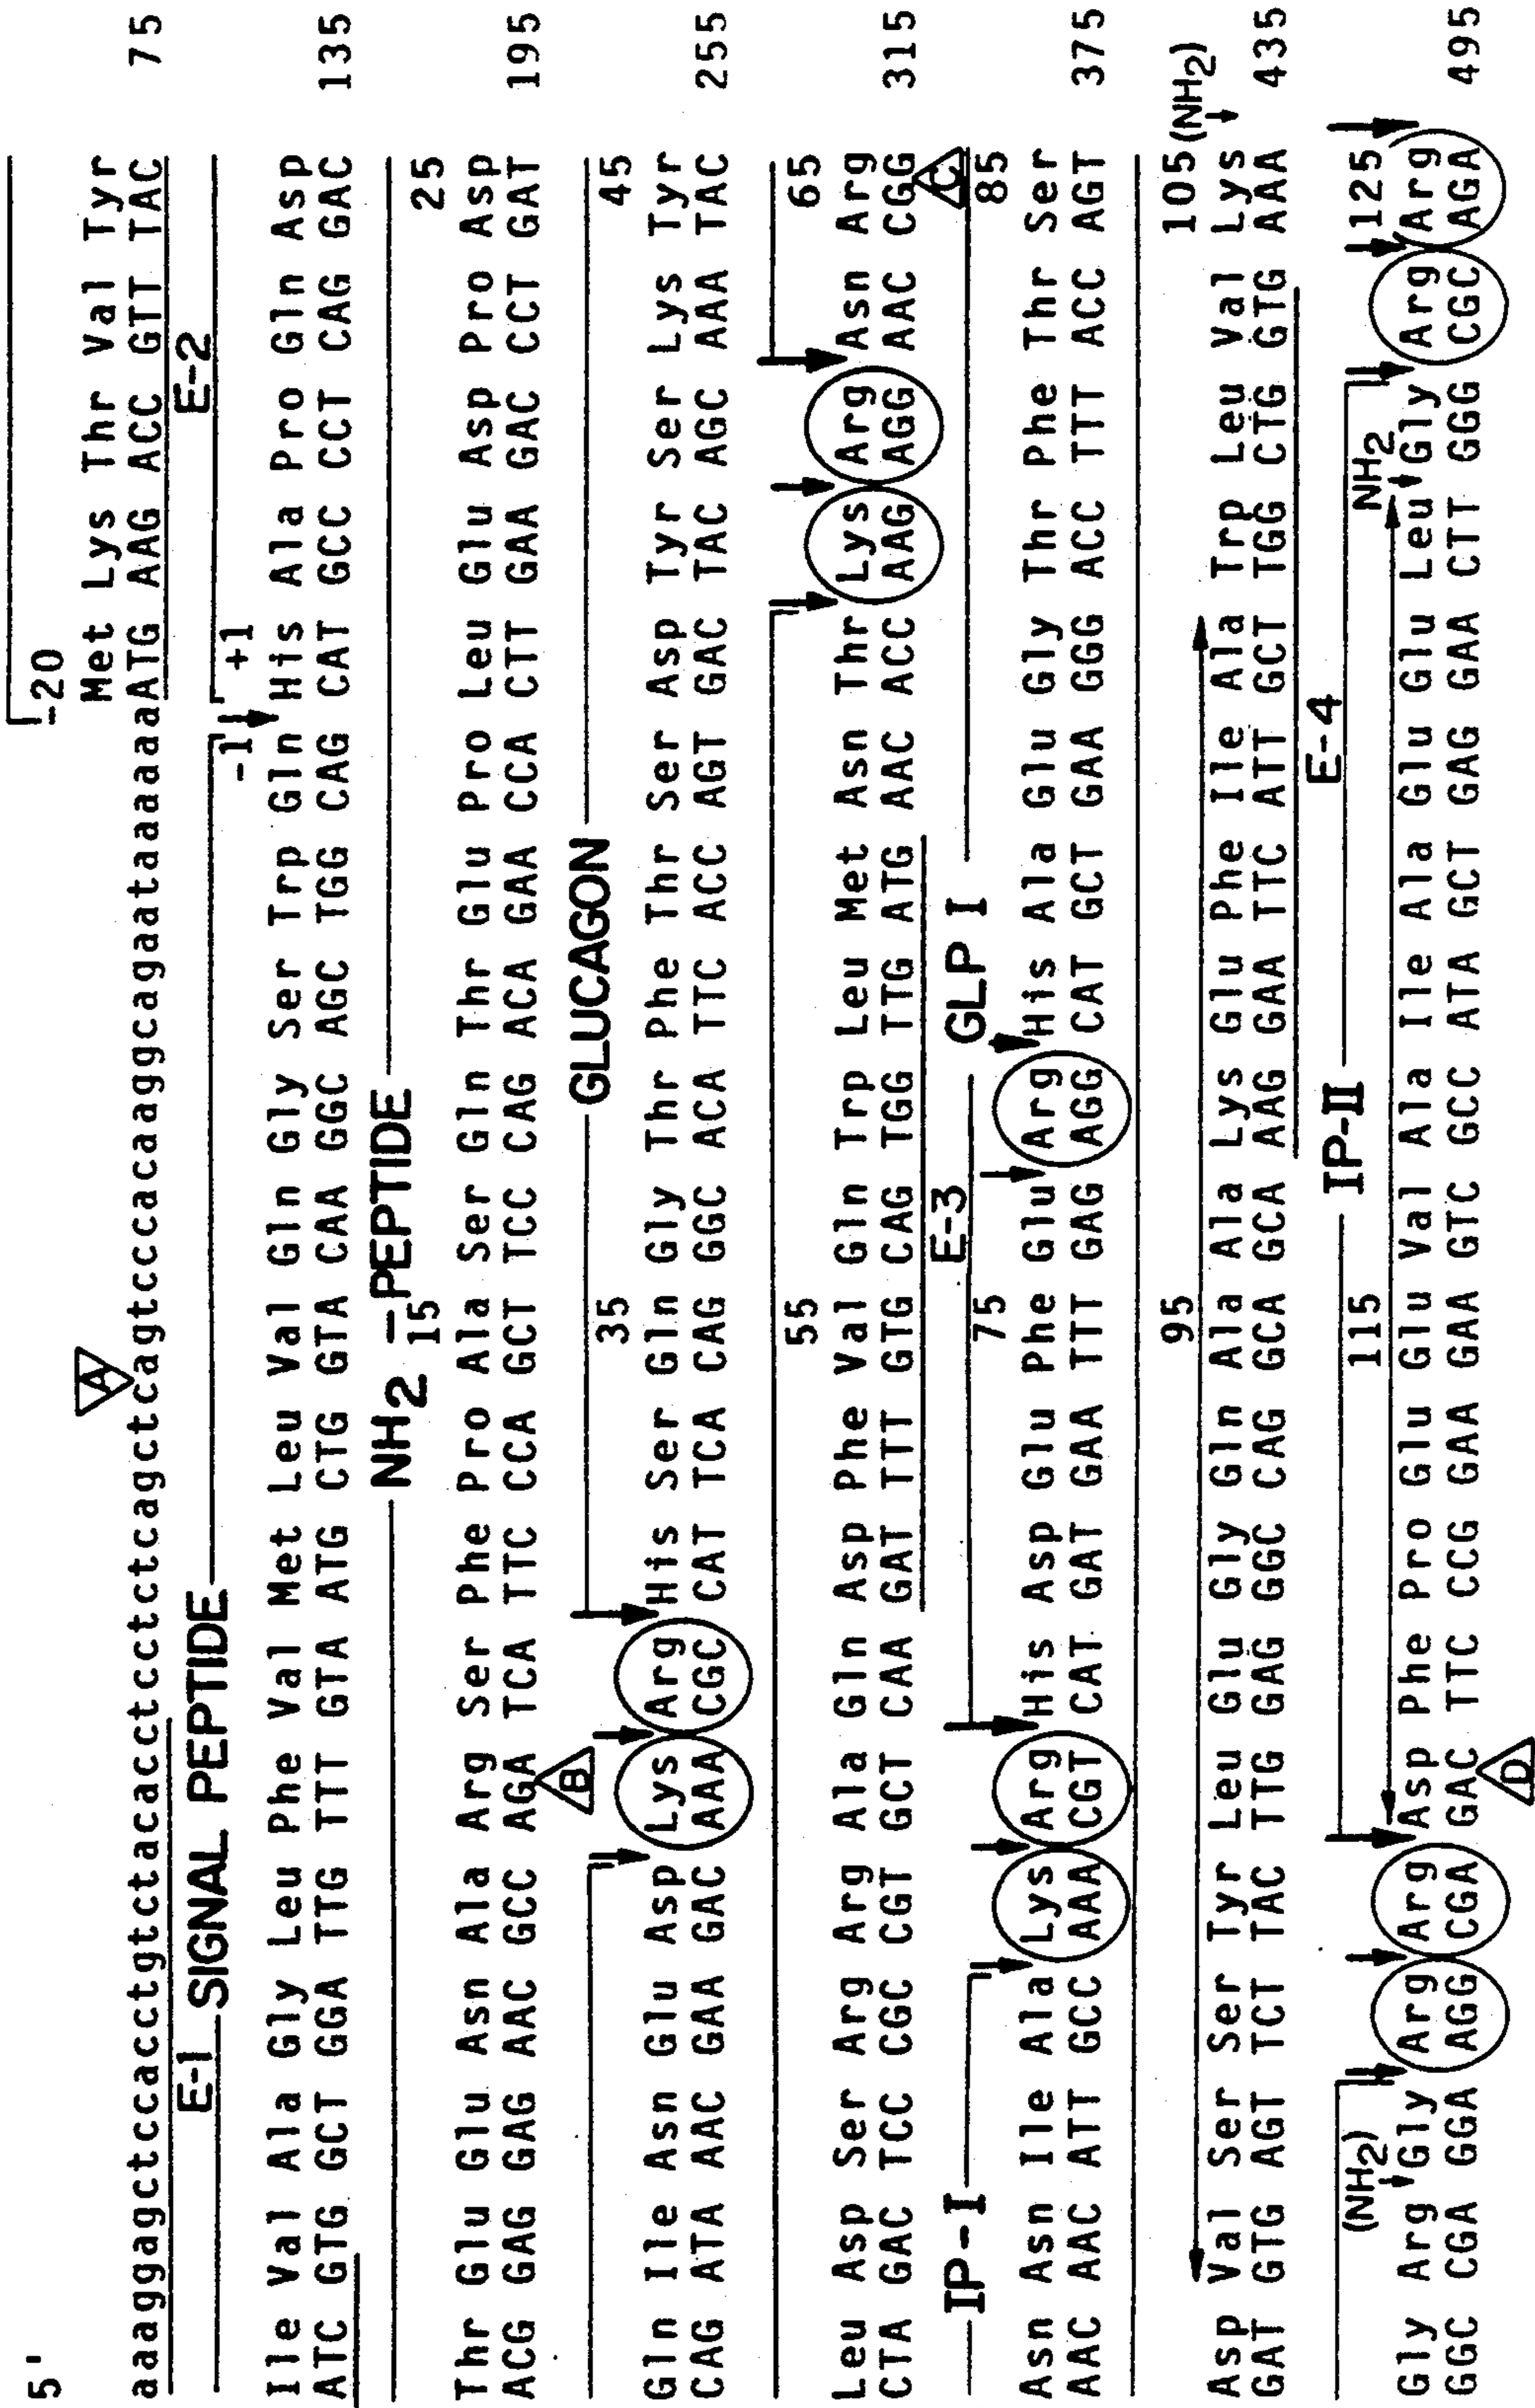 5'
-20
Met Lys Thr Val Tyr
aaaggagctccacctgtctacacctcctctcagctcagtcccacaaggcagaataaaaaaATG AAG ACC GTT TAC 75
E-1 SIGNAL PEPTIDE E-2
-1 +1
Ile Val Ala Gly Leu Phe Val Met Leu Val Gln Gly Ser Trp Gln His Ala Pro Gln Asp
ATC GTG GCT GGA TTG TTT GTA ATG CTG GTA CAA GGC AGC TGG CAG CAT GCC CCT CAG GAC 135
NH2 -PEPTIDE
15 25
Thr Glu Glu Asn Ala Arg Ser Phe Pro Ala Ser Gln Thr Glu Pro Leu Glu Asp Pro Asp
ACG GAG GAG AAC GCC AGA TCA TTC CCA GCT TCC CAG ACA GAA CCA CTT GAA GAC CCT GAT 195
B
GLUCAGON
35 45
Gln Ile Asn Glu Asp Lys Arg His Ser Gln Gly Thr Phe Thr Ser Asp Tyr Ser Lys Tyr
CAG ATA AAC GAA GAC AAA CGC CAT TCA CAG GGC ACA TTC ACC AGT GAC TAC AGC AAA TAC 255
55 65
Leu Asp Ser Arg Arg Ala Gln Asp Phe Val Gln Trp Leu Met Asn Thr Lys Arg Asn Arg
CTA GAC TCC CGC CGT GCT CAA GAT TTT GTG CAG TGG TTG ATG AAC ACC AAG AGG AAC CGG 315
E-3 C
IP-I GLP I
75 85
Asn Asn Ile Ala Lys Arg His Asp Glu Phe Glu Arg His Ala Glu Gly Thr Phe Thr Ser
AAC AAC ATT GCC AAA CGT CAT GAT GAA TTT GAG AGG CAT GCT GAA GGG ACC TTT ACC AGT 375
95 105 (NH2)
Asp Val Ser Ser Tyr Leu Glu Gly Gln Ala Ala Lys Glu Phe Ile Ala Trp Leu Val Lys
GAT GTG AGT TCT TAC TTG GAG GGC CAG GCA GCA AAG GAA TTC ATT GCT TGG CTG GTG AAA 435
E-4
IP-II
(NH2) 115 NH2 125
Gly Arg Gly Arg Arg Asp Phe Pro Glu Glu Val Ala Ile Ala Glu Glu Leu Gly Arg Arg
GGC CGA GGA AGG CGA GAC TTC CCG GAA GAA GTC GCC ATA GCT GAG GAA CTT GGG CGC AGA 495
D
A